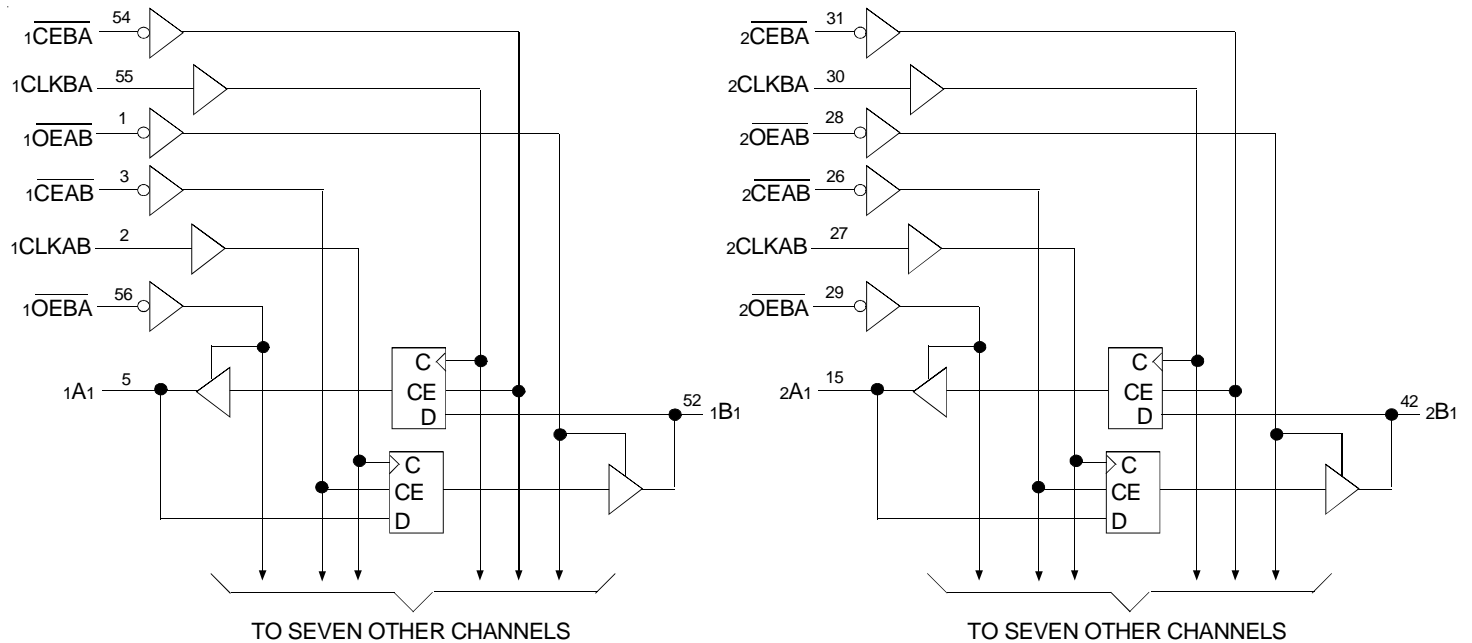 1CEBA 54
1CLKBA 55
1OEAB 1
1CEAB 3
1CLKAB 2
1OEBA 56
1A1 5
C
CE
D
52 1B1
C
CE
D
TO SEVEN OTHER CHANNELS
2CEBA 31
2CLKBA 30
2OEAB 28
2CEAB 26
2CLKAB 27
2OEBA 29
2A1 15
C
CE
D
42 2B1
C
CE
D
TO SEVEN OTHER CHANNELS